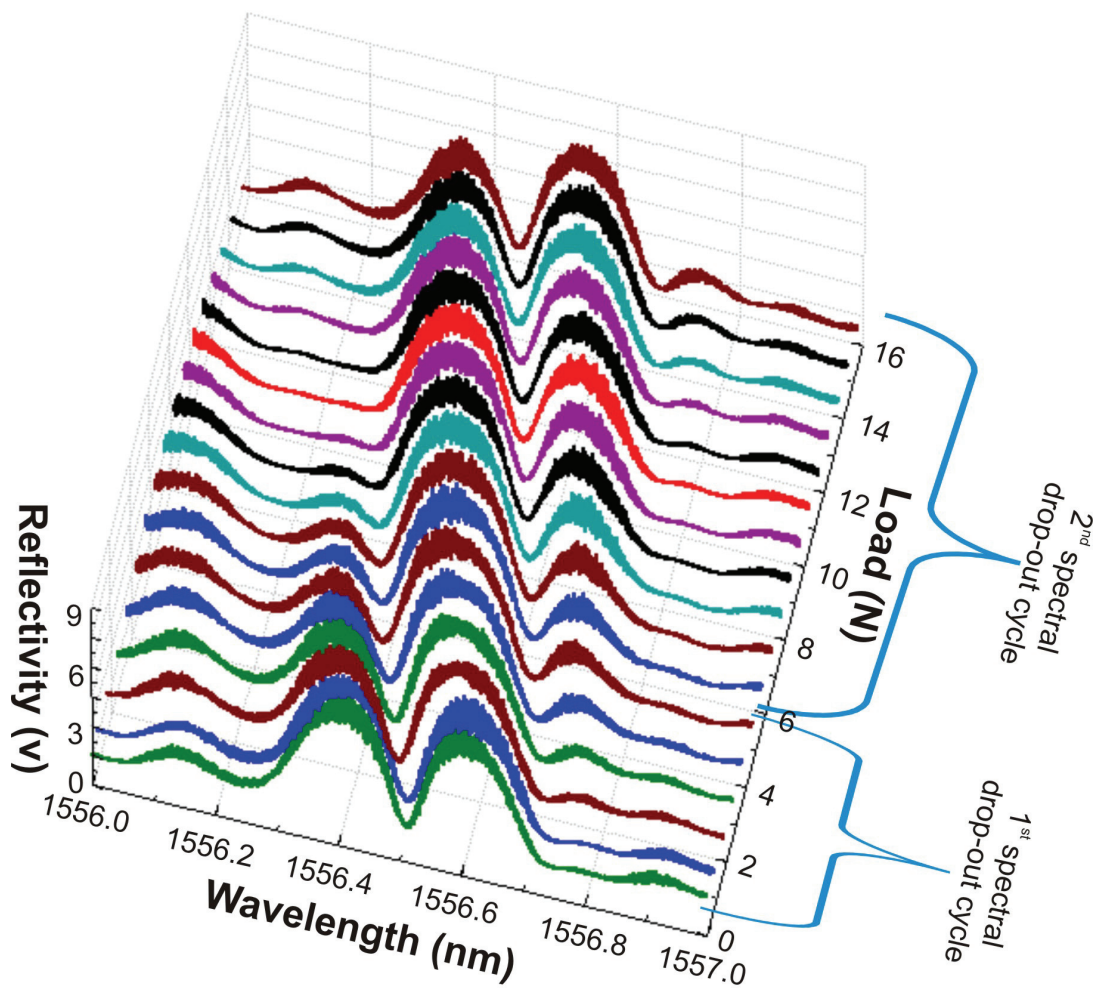 Reflectivity (v)
9
6
3
0
1556.0
1556.2
1556.4
1556.6
1556.8
1557.0
Wavelength (nm)
0
2
4
6
8
10
12
14
16
Load (N)
2nd spectral
drop-out cycle
1st spectral
drop-out cycle